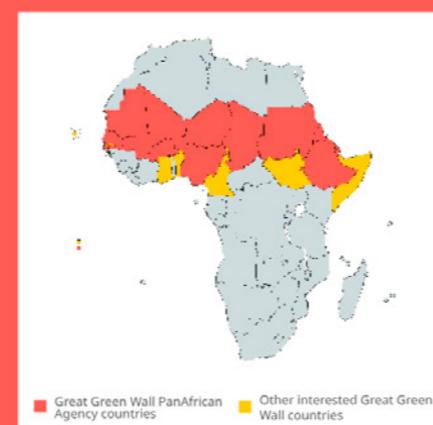 Great Green Wall PanAfrican
Agency countries
Other interested Great Green
Wall countries